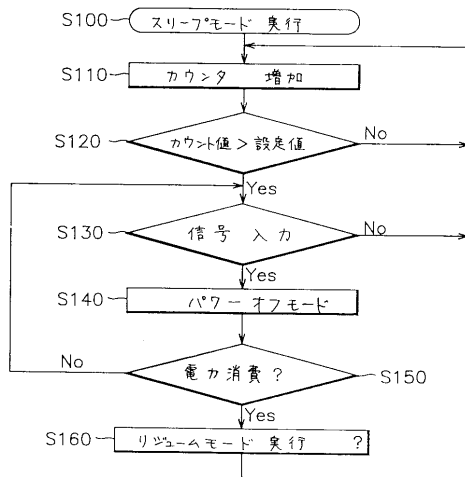 S100 スリープモード 実行
S110 カウンタ 増加
S120 カウント値 > 設定値 No
Yes
S130 信号 入力 No
Yes
S140 パワーオフモード
No 電力消費? S150
Yes
S160 リジュームモード 実行 ?